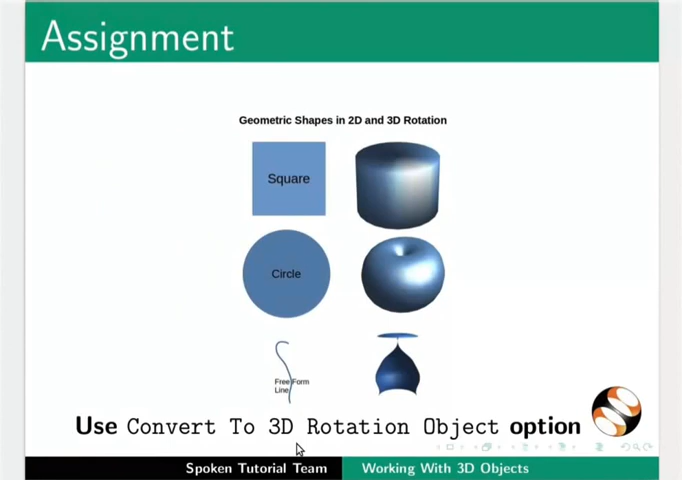 Assignment
Geometric Shapes in 2D and 3D Rotation
Square
Circle
Free Form
Line
Use Convert To 3D Rotation Object option
Spoken Tutorial Team
Working With 3D Objects